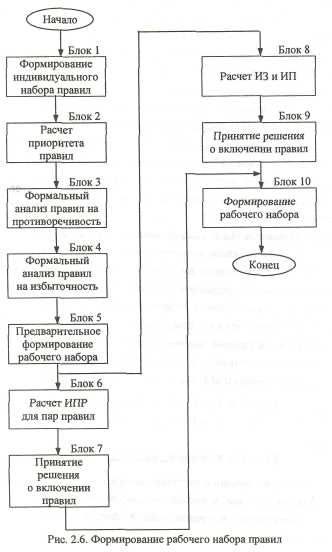 Начало
Блок 1
Формирование
индивидуального
набора правил
Блок 2
Расчет
приоритета
правил
Блок 3
Формальный
анализ правил на
противоречивость
Блок 4
Формальный
анализ правил
на избыточность
Блок 5
Предварительное
формирование
рабочего набора
Блок 6
Расчет ИПР
для пар правил
Блок 7
Принятие
решения
о включении
правил
Блок 8
Расчет ИЗ и ИП
Блок 9
Принятие решения
о включении правил
Блок 10
Формирование
рабочего набора
Конец
Рис. 2.6. Формирование рабочего набора правил